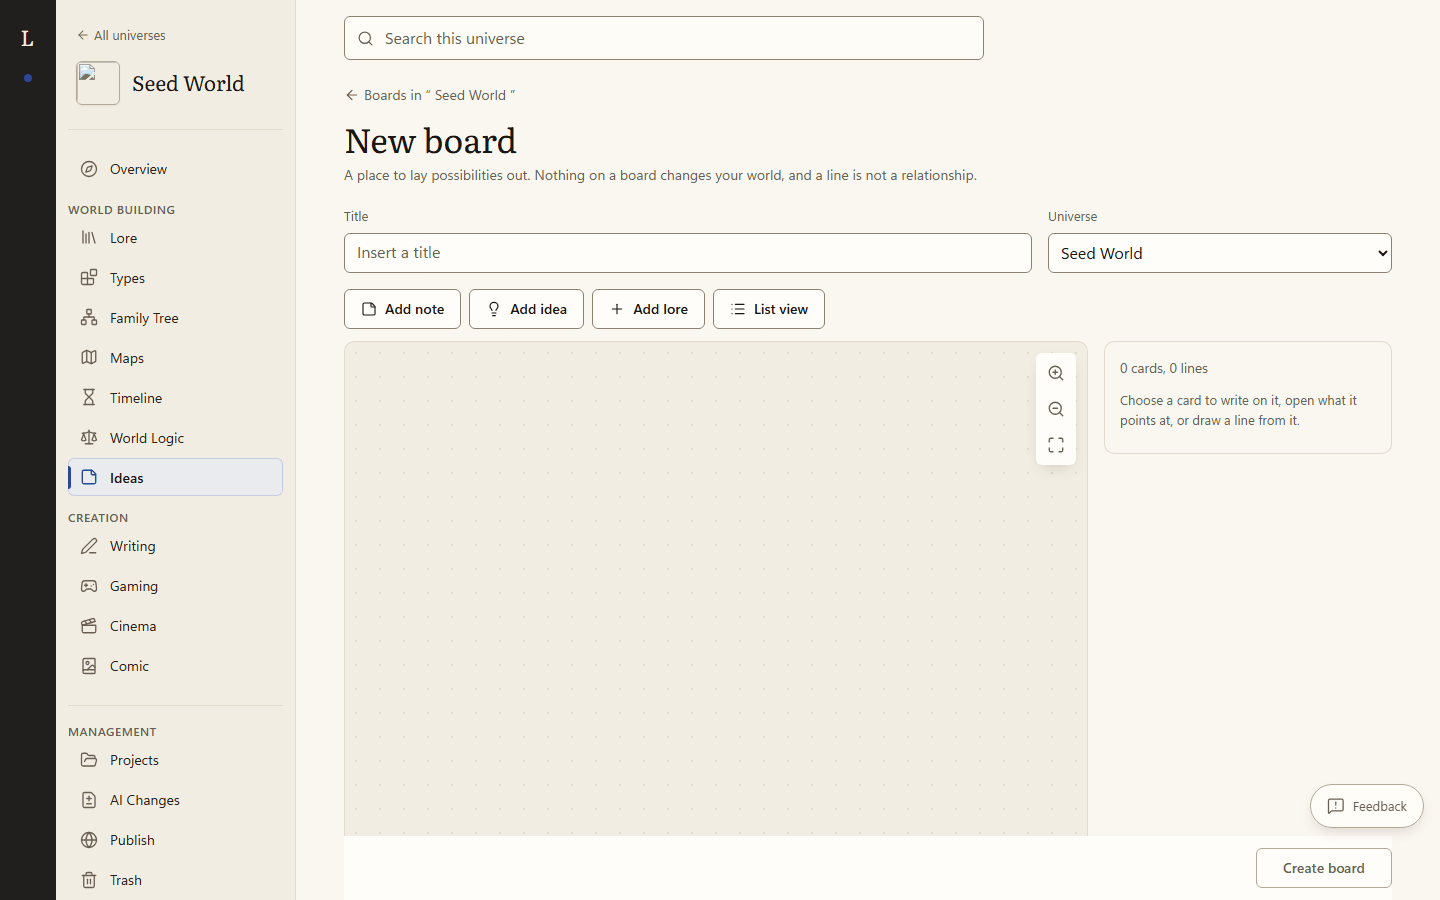 L
All universes
Seed World
Overview
WORLD BUILDING
Lore
Types
Family Tree
Maps
Timeline
World Logic
Ideas
CREATION
Writing
Gaming
Cinema
Comic
MANAGEMENT
Projects
AI Changes
Publish
Trash
Search this universe
Boards in “ Seed World ”
New board
A place to lay possibilities out. Nothing on a board changes your world, and a line is not a relationship.
Title
Universe
Insert a title
Seed World
Add note
Add idea
Add lore
List view
0 cards, 0 lines
Choose a card to write on it, open what it
points at, or draw a line from it.
Feedback
Create board